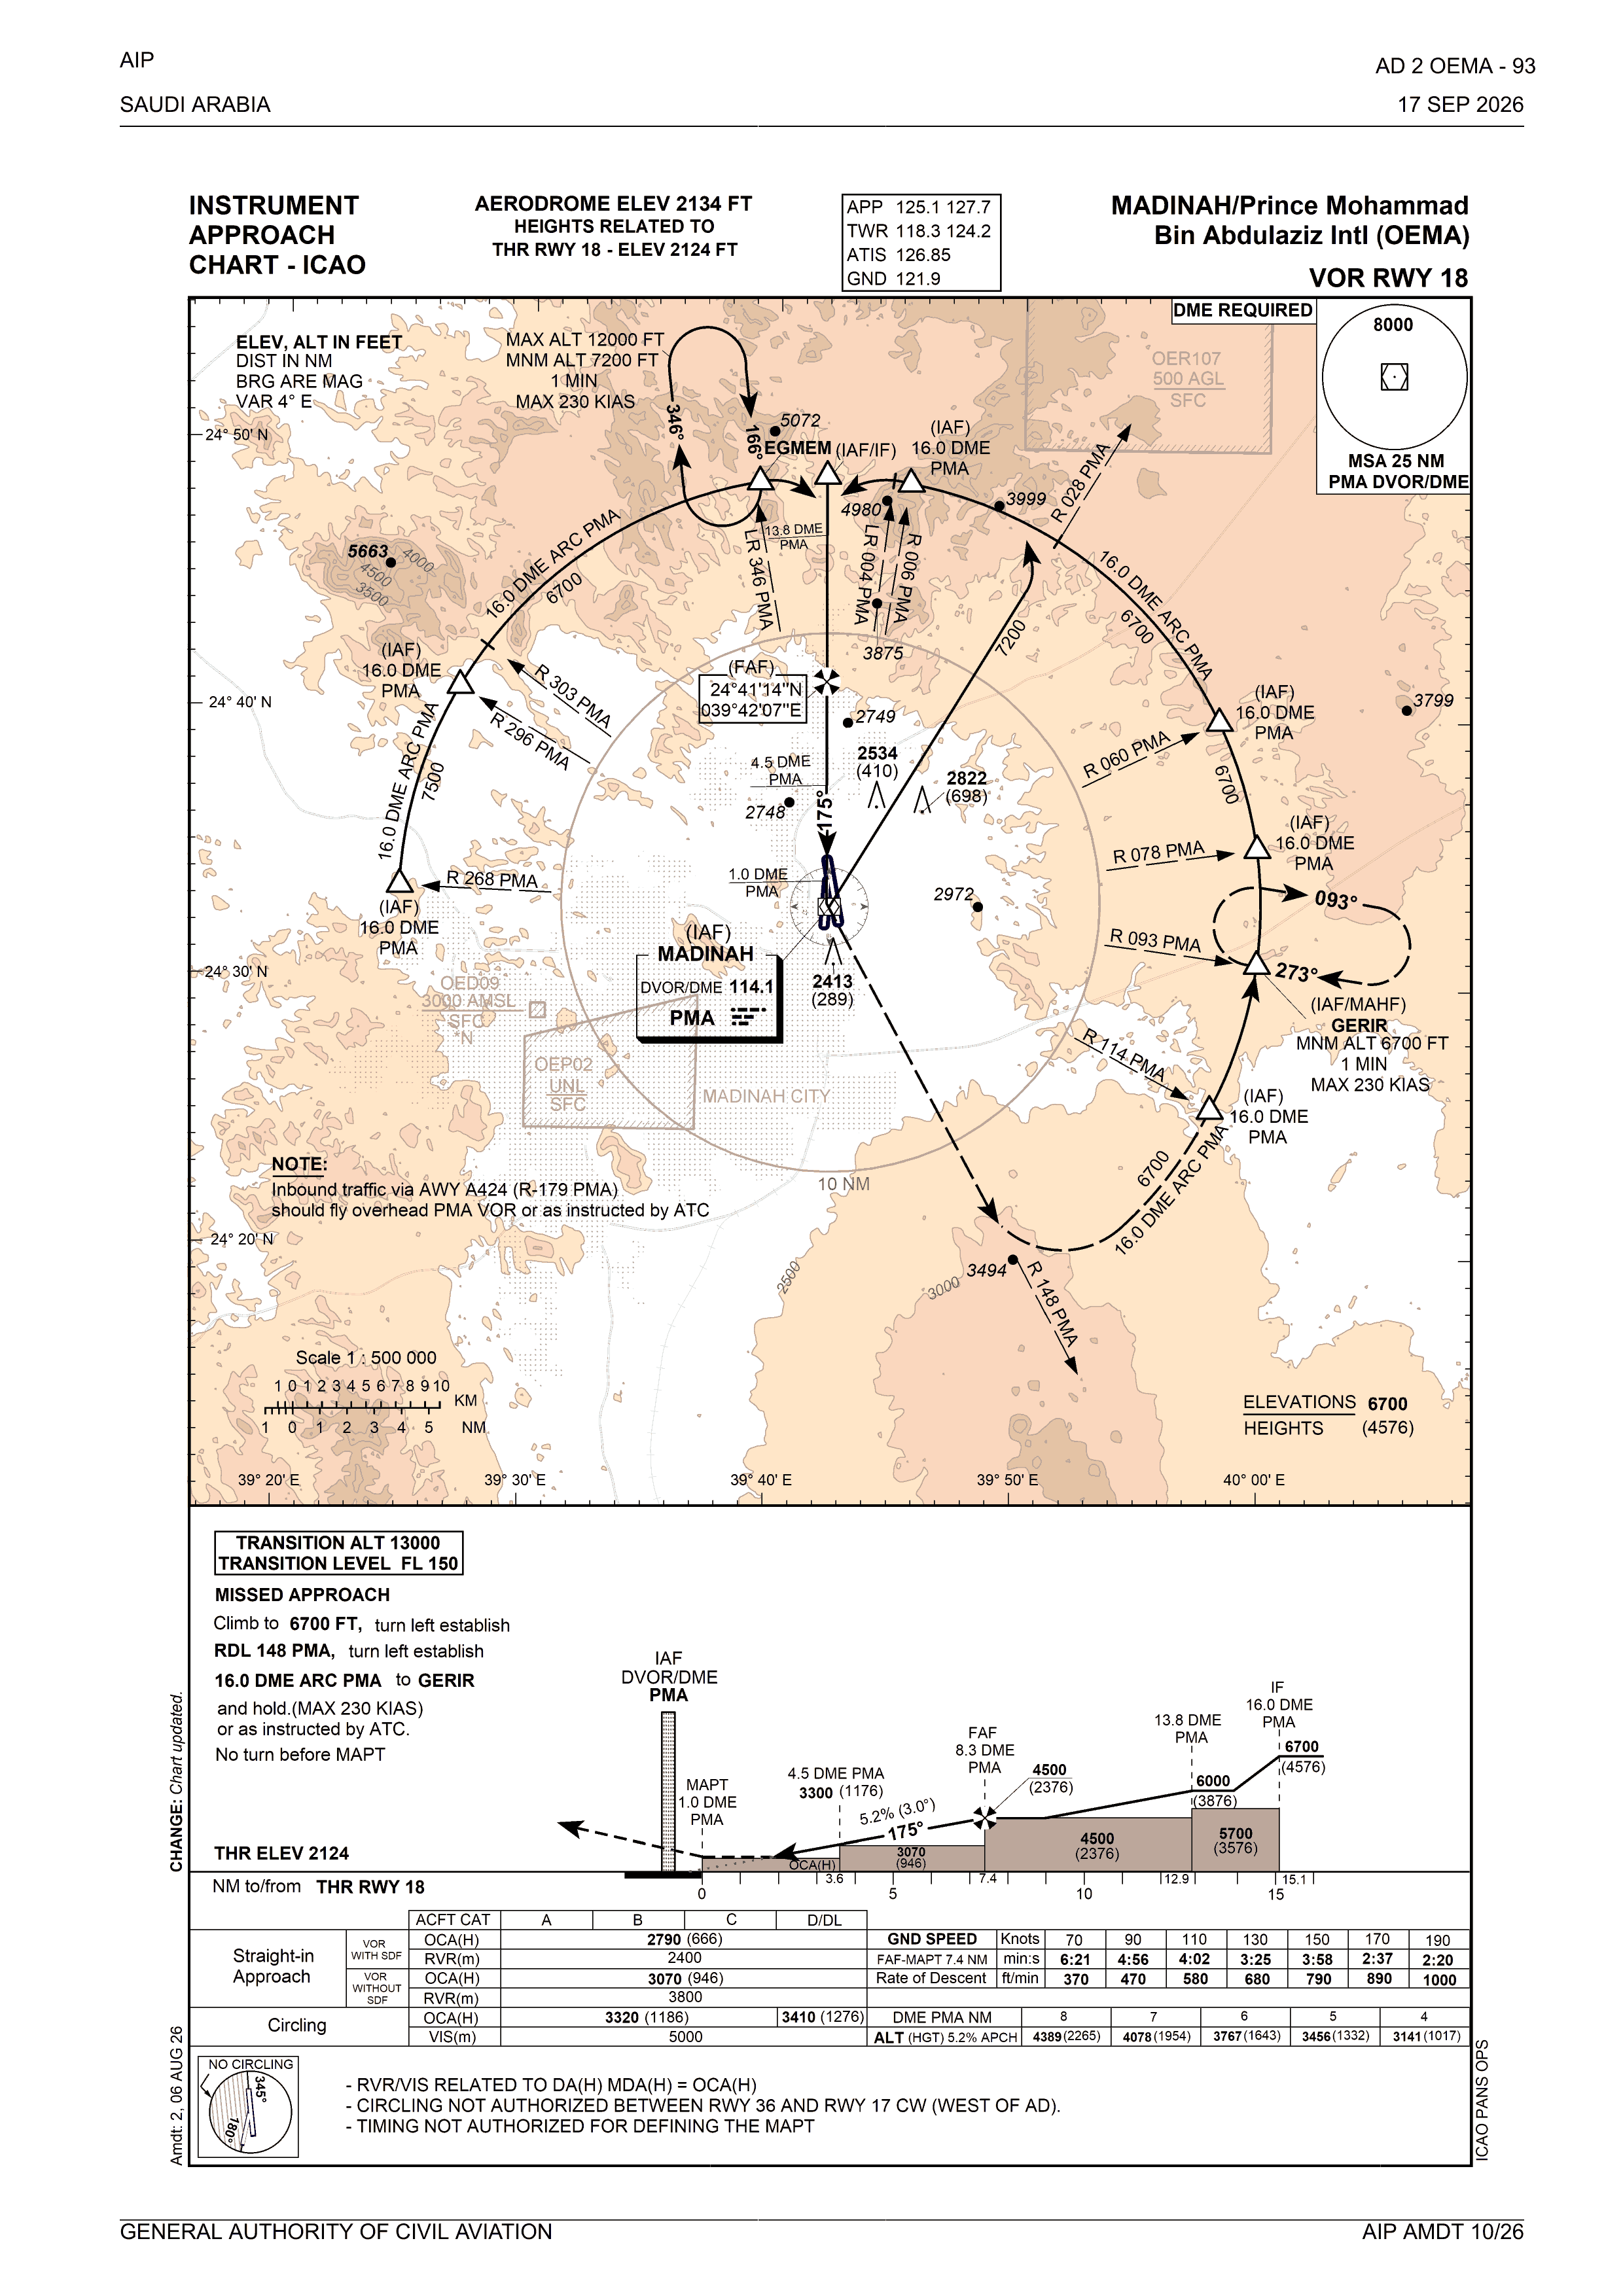 AIP
AD 2 OEMA - 93
SAUDI ARABIA
17 SEP 2026
INSTRUMENT
APPROACH
CHART - ICAO
AERODROME ELEV 2134 FT
HEIGHTS RELATED TO
THR RWY 18 - ELEV 2124 FT
APP 125.1 127.7
TWR 118.3 124.2
ATIS 126.85
GND 121.9
MADINAH/Prince Mohammad
Bin Abdulaziz Intl (OEMA)
VOR RWY 18
ELEV, ALT IN FEET
DIST IN NM
BRG ARE MAG
VAR 4° E
MAX ALT 12000 FT
MNM ALT 7200 FT
1 MIN
MAX 230 KIAS
DME REQUIRED
8000
MSA 25 NM
PMA DVOR/DME
OER107
500 AGL
SFC
24° 50' N
346°
166°
5072
EGMEM
(IAF/IF)
(IAF)
16.0 DME
PMA
4980
3999
R 028 PMA
13.8 DME
PMA
LR 346 PMA
LR 004 PMA
R 006 PMA
3875
5663
4000
4500
3500
16.0 DME ARC PMA
6700
16.0 DME ARC PMA
6700
7200
(IAF)
16.0 DME
PMA
R 303 PMA
R 296 PMA
(FAF)
24°41'14"N
039°42'07"E
24° 40' N
2749
(IAF)
16.0 DME
PMA
3799
R 060 PMA
6700
16.0 DME ARC PMA
7500
4.5 DME
PMA
2748
175°
2534
(410)
2822
(698)
(IAF)
16.0 DME
PMA
R 078 PMA
R 268 PMA
(IAF)
16.0 DME
PMA
1.0 DME
PMA
2972
093°
R 093 PMA
273°
(IAF/MAHF)
GERIR
MNM ALT 6700 FT
1 MIN
MAX 230 KIAS
(IAF)
MADINAH
DVOR/DME 114.1
PMA
2413
(289)
24° 30' N
OED09
3000 AMSL
SFC
*N
OEP02
UNL
SFC
MADINAH CITY
R 114 PMA
(IAF)
16.0 DME
PMA
6700
16.0 DME ARC PMA
10 NM
NOTE:
Inbound traffic via AWY A424 (R-179 PMA)
should fly overhead PMA VOR or as instructed by ATC
24° 20' N
2500
3000
3494
R 148 PMA
Scale 1 : 500 000
1 0 1 2 3 4 5 6 7 8 9 10
KM
1 0 1 2 3 4 5 NM
ELEVATIONS 6700
HEIGHTS (4576)
39° 20' E
39° 30' E
39° 40' E
39° 50' E
40° 00' E
TRANSITION ALT 13000
TRANSITION LEVEL FL 150
MISSED APPROACH
Climb to 6700 FT, turn left establish
RDL 148 PMA, turn left establish
16.0 DME ARC PMA to GERIR
and hold.(MAX 230 KIAS)
or as instructed by ATC.
No turn before MAPT
THR ELEV 2124
IAF
DVOR/DME
PMA
MAPT
1.0 DME
PMA
4.5 DME PMA
3300 (1176)
5.2% (3.0°)
175°
FAF
8.3 DME
PMA
4500
(2376)
13.8 DME
PMA
6000
(3876)
IF
16.0 DME
PMA
6700
(4576)
OCA(H)
3070
(946)
4500
(2376)
5700
(3576)
NM to/from THR RWY 18
0 3.6 5 7.4 10 12.9 15 15.1
CHANGE: Chart updated.
ACFT CAT A B C D/DL
Straight-in
Approach
VOR
WITH SDF
OCA(H) 2790 (666)
RVR(m) 2400
VOR
WITHOUT
SDF
OCA(H) 3070 (946)
RVR(m) 3800
Circling
OCA(H) 3320 (1186) 3410 (1276)
VIS(m) 5000
GND SPEED Knots 70 90 110 130 150 170 190
FAF-MAPT 7.4 NM min:s 6:21 4:56 4:02 3:25 3:58 2:37 2:20
Rate of Descent ft/min 370 470 580 680 790 890 1000
DME PMA NM 8 7 6 5 4
ALT (HGT) 5.2% APCH 4389(2265) 4078(1954) 3767(1643) 3456(1332) 3141(1017)
NO CIRCLING
345°
180°
- RVR/VIS RELATED TO DA(H) MDA(H) = OCA(H)
- CIRCLING NOT AUTHORIZED BETWEEN RWY 36 AND RWY 17 CW (WEST OF AD).
- TIMING NOT AUTHORIZED FOR DEFINING THE MAPT
Amdt: 2, 06 AUG 26
ICAO PANS OPS
GENERAL AUTHORITY OF CIVIL AVIATION
AIP AMDT 10/26